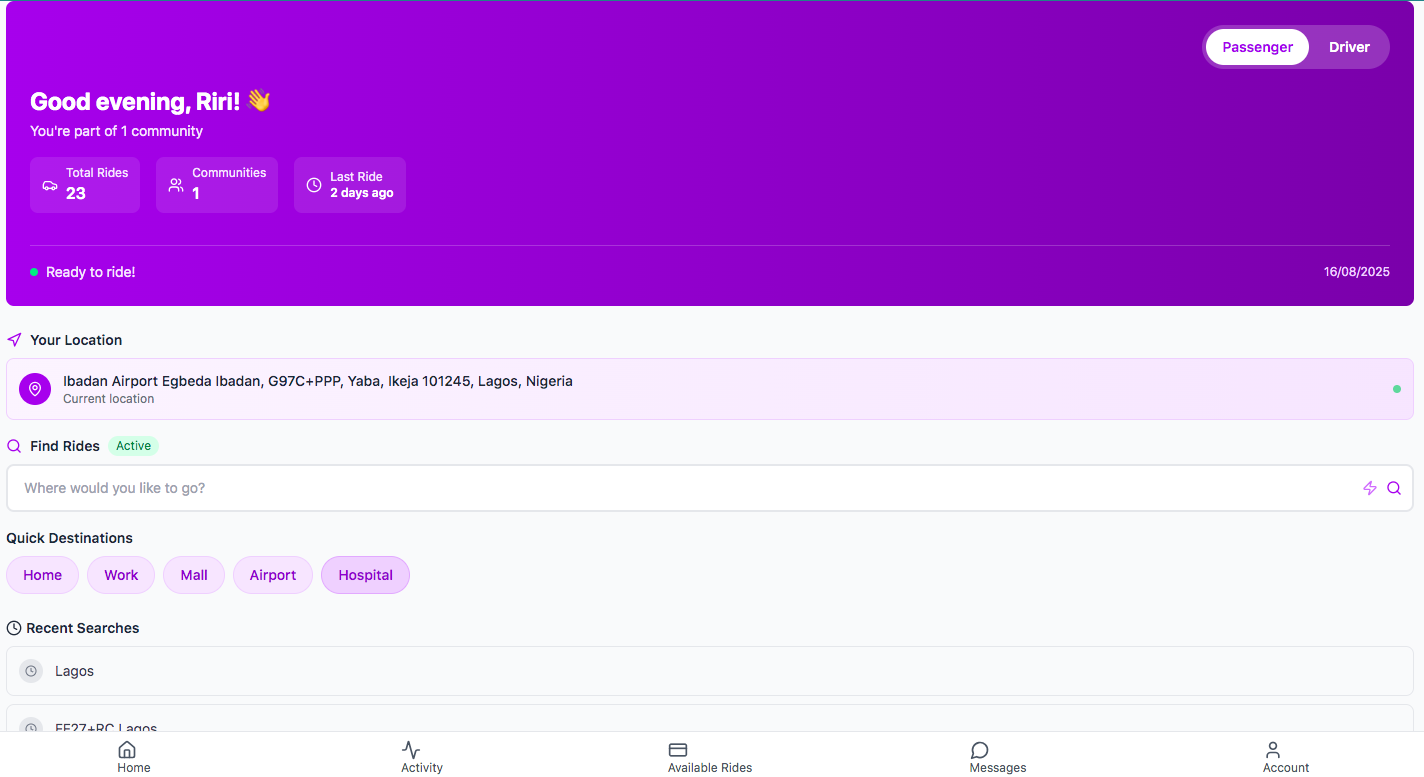 Passenger Driver
Good evening, Riri! 👋
You're part of 1 community
Total Rides
23
Communities
1
Last Ride
2 days ago
Ready to ride!
16/08/2025
Your Location
Ibadan Airport Egbeda Ibadan, G97C+PPP, Yaba, Ikeja 101245, Lagos, Nigeria
Current location
Find Rides Active
Where would you like to go?
Quick Destinations
Home Work Mall Airport Hospital
Recent Searches
Lagos
FF27+RC Lagos
Home Activity Available Rides Messages Account